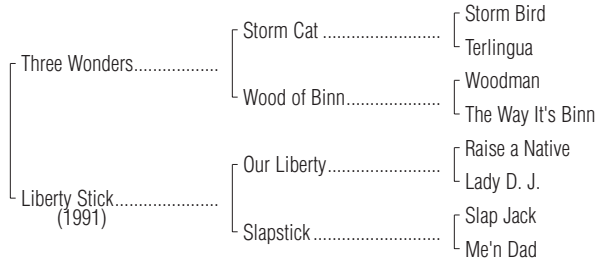 Storm Bird
Storm Cat ........................
Terlingua
Three Wonders.................
Woodman
Wood of Binn...................
The Way It's Binn
Raise a Native
Our Liberty.......................
Lady D. J.
Liberty Stick.....................
(1991)
Slap Jack
Slapstick ..........................
Me'n Dad